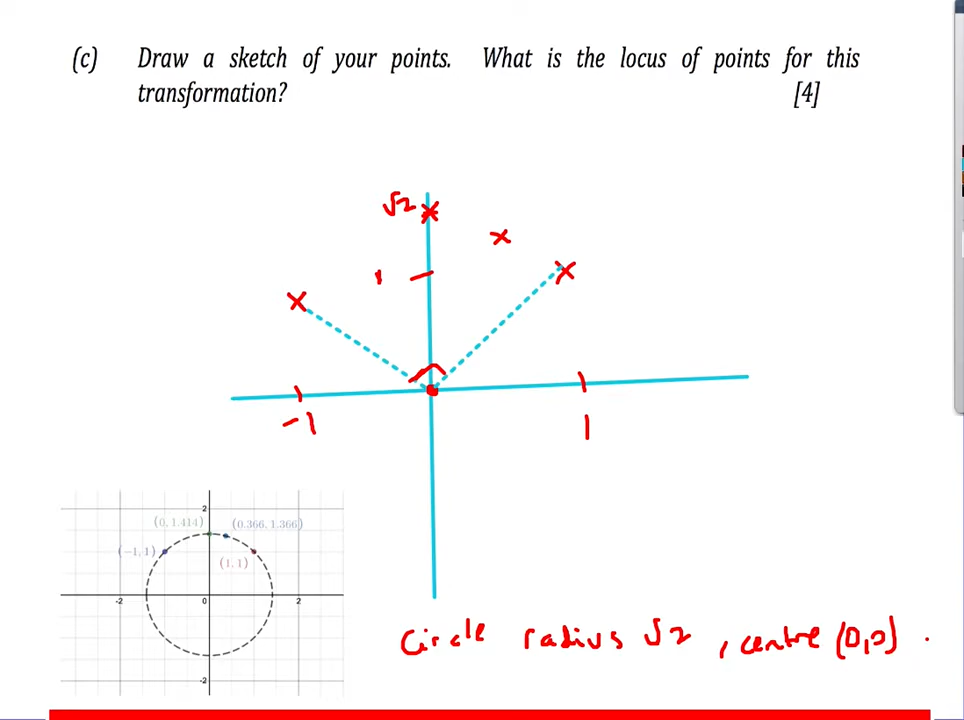 (c) Draw a sketch of your points. What is the locus of points for this
transformation? [4]
√2
1
-1
1
2
(0, 1.414) (0.366, 1.366)
(-1, 1)
(1, 1)
-2 0 2
-2
Circle radius √2 , centre (0,0) .